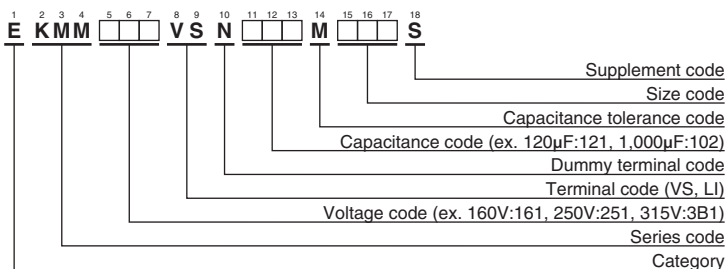 1 2 3 4 5 6 7 8 9 10 11 12 13 14 15 16 17 18
E KMM VS N M S
Supplement code
Size code
Capacitance tolerance code
Capacitance code (ex. 120μF:121, 1,000μF:102)
Dummy terminal code
Terminal code (VS, LI)
Voltage code (ex. 160V:161, 250V:251, 315V:3B1)
Series code
Category